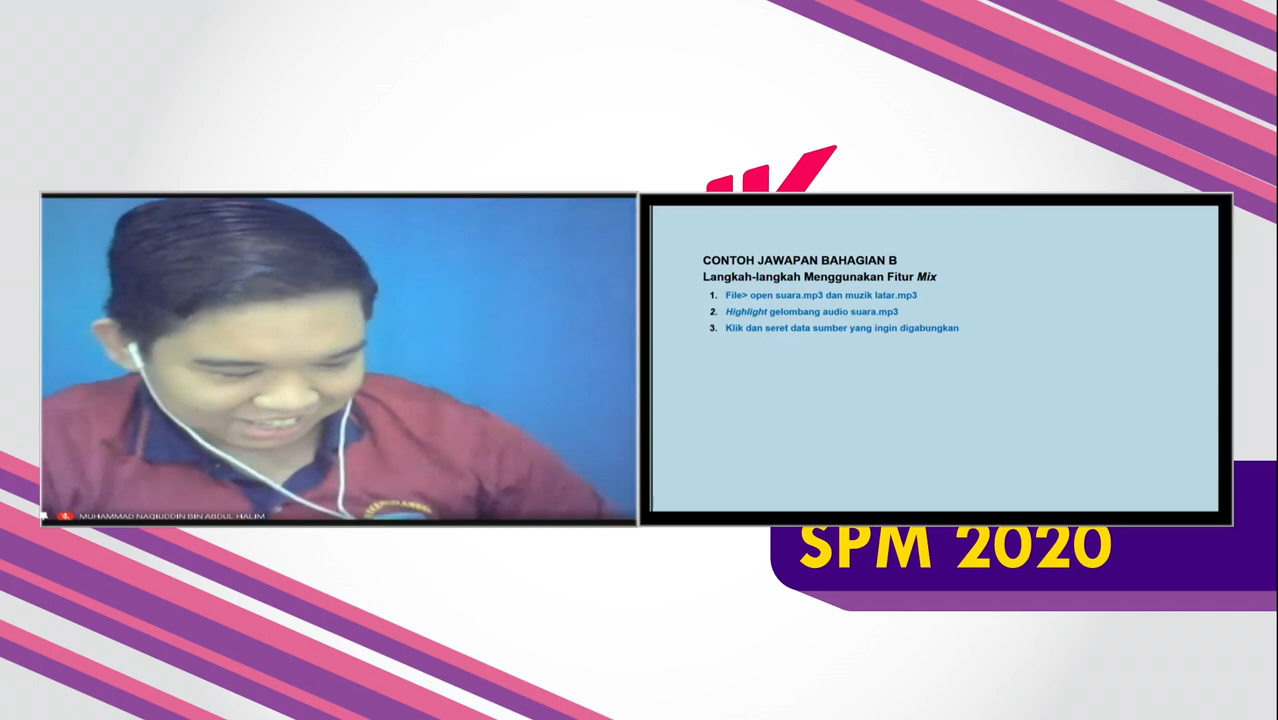 CONTOH JAWAPAN BAHAGIAN B
Langkah-langkah Menggunakan Fitur Mix
1. File> open suara.mp3 dan muzik latar.mp3
2. Highlight gelombang audio suara.mp3
3. Klik dan seret data sumber yang ingin digabungkan
MUHAMMAD NAQIUDDIN BIN ABDUL HALIM
SPM 2020